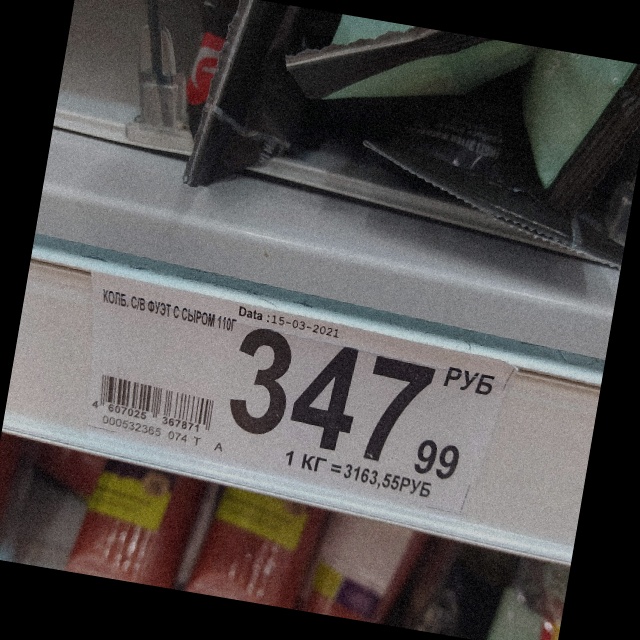 КОЛБ. С/В ФУЭТ С СЫРОМ 110Г
Data :15-03-2021
347 99 РУБ
4 607025 367871
000532365 074 T A
1 КГ =3163,55РУБ